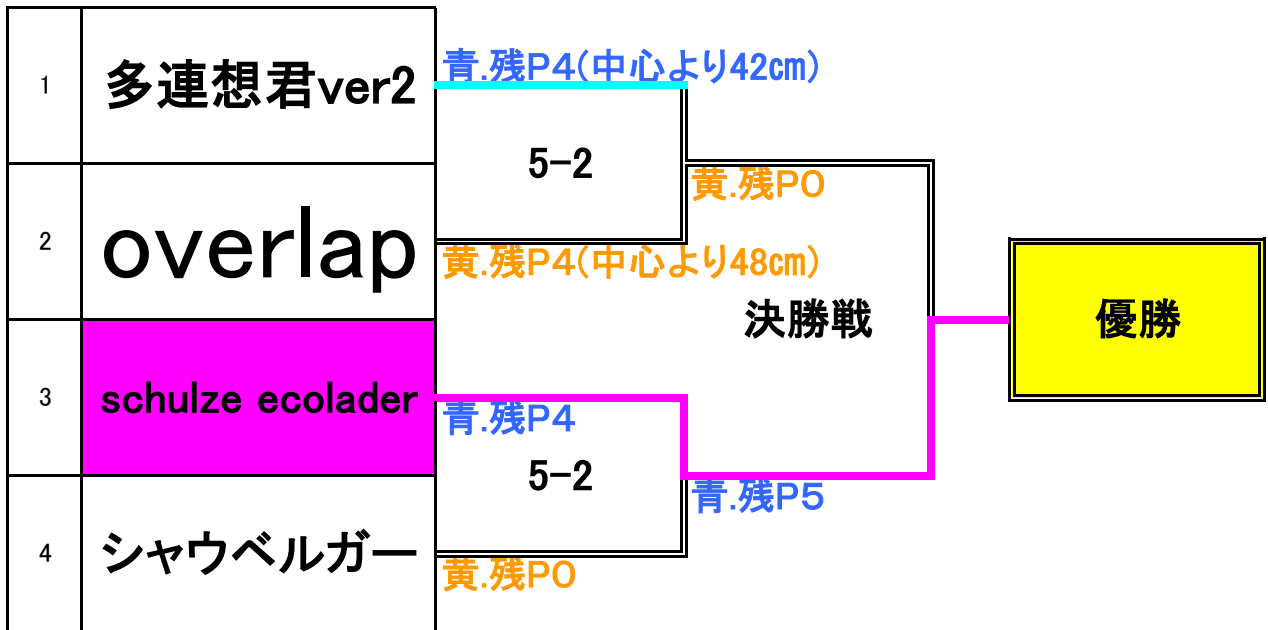 1
多連想君ver2
青.残P4(中心より42㎝)
5-2
黄.残P0
2
overlap
黄.残P4(中心より48㎝)
決勝戦
優勝
3
schulze ecolader
青.残P4
5-2
青.残P5
4
シャウベルガー
黄.残P0